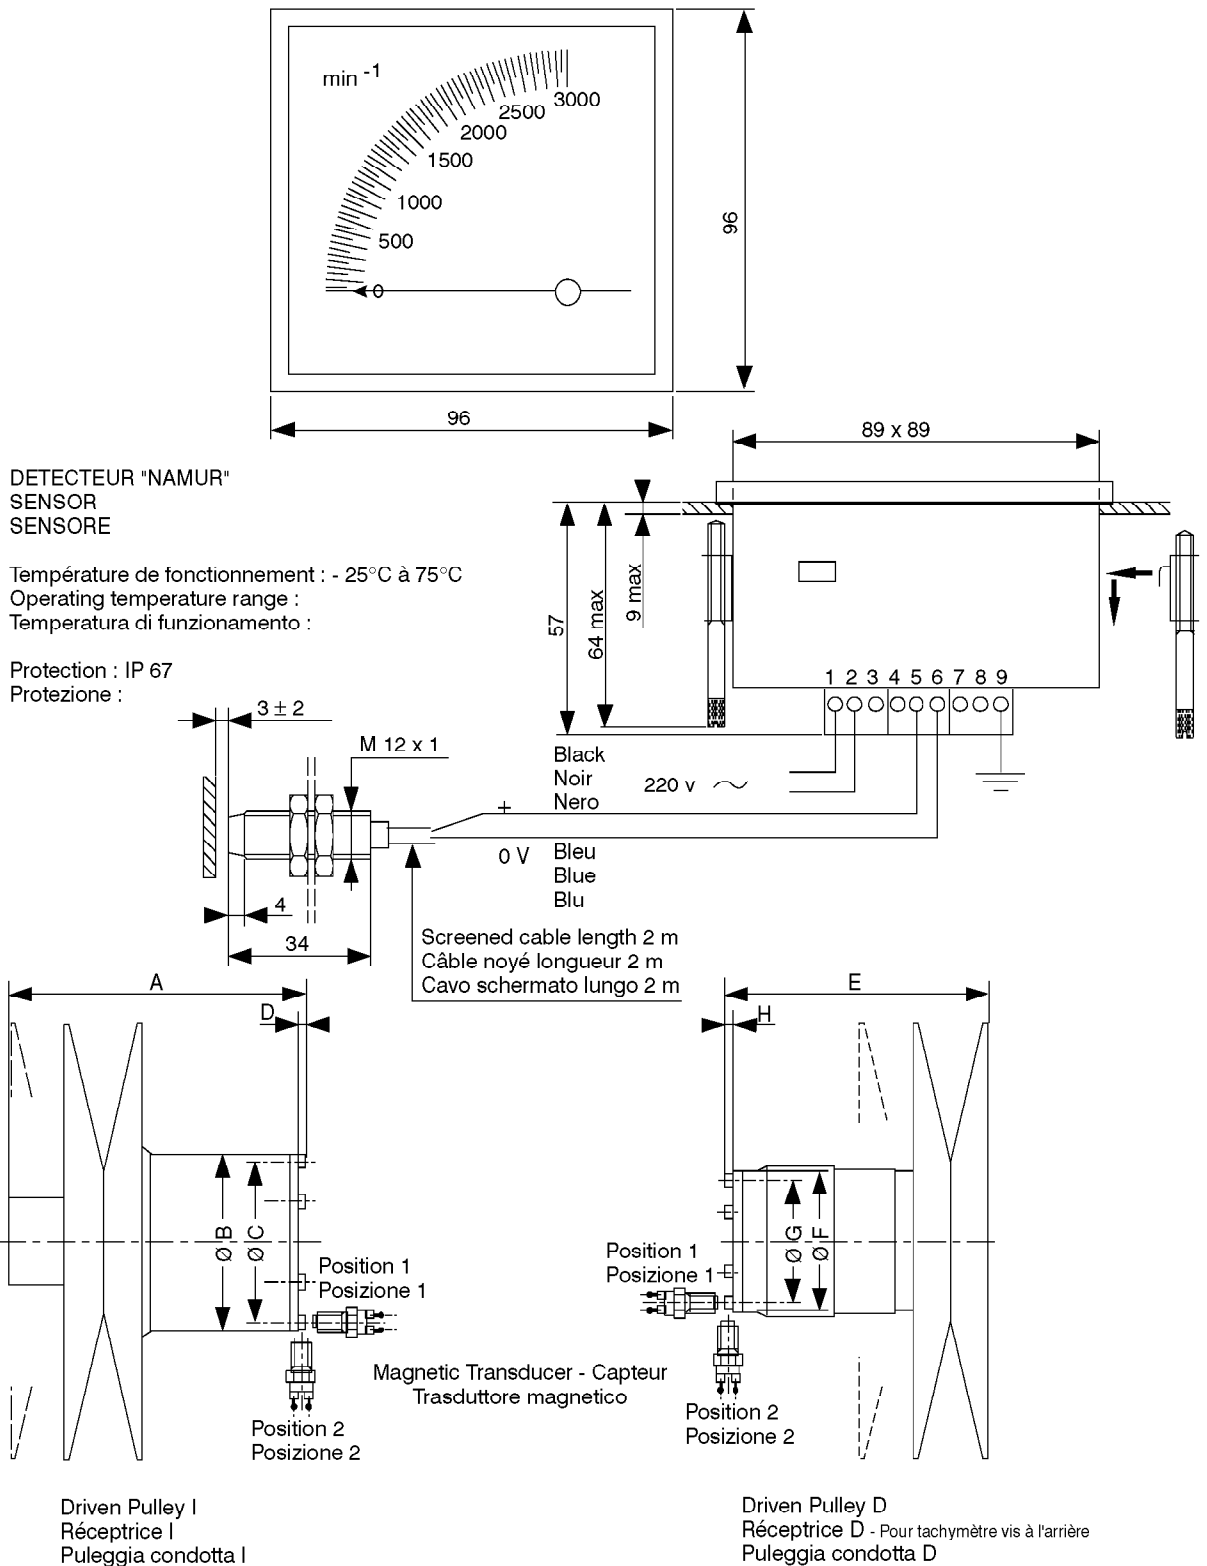 min -1
3000
2500
2000
1500
1000
500
0
96
96
89 x 89
DETECTEUR "NAMUR"
SENSOR
SENSORE
Température de fonctionnement : - 25°C à 75°C
Operating temperature range :
Temperatura di funzionamento :
Protection : IP 67
Protezione :
57
64 max
9 max
1 2 3 4 5 6 7 8 9
3 ± 2
M 12 x 1
Black
Noir
Nero
220 v
+
0 V
Bleu
Blue
Blu
4
34
Screened cable length 2 m
Câble noyé longueur 2 m
Cavo schermato lungo 2 m
A
D
E
H
Ø B
Ø C
Ø G
Ø F
Position 1
Posizione 1
Position 1
Posizione 1
Magnetic Transducer - Capteur
Trasduttore magnetico
Position 2
Posizione 2
Position 2
Posizione 2
Driven Pulley I
Réceptrice I
Puleggia condotta I
Driven Pulley D
Réceptrice D - Pour tachymètre vis à l'arrière
Puleggia condotta D